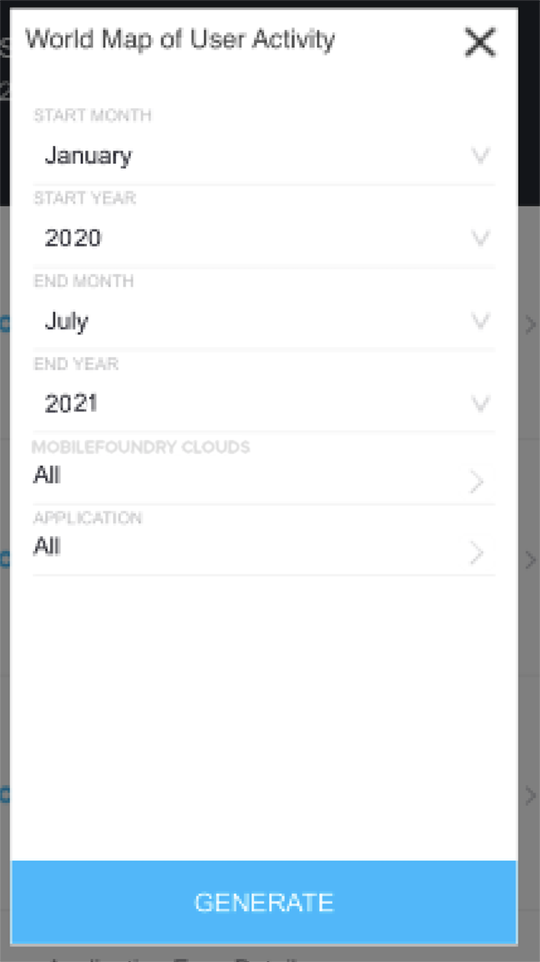 World Map of User Activity
START MONTH
January
START YEAR
2020
END MONTH
July
END YEAR
2021
MOBILEFOUNDRY CLOUDS
All
APPLICATION
All
GENERATE